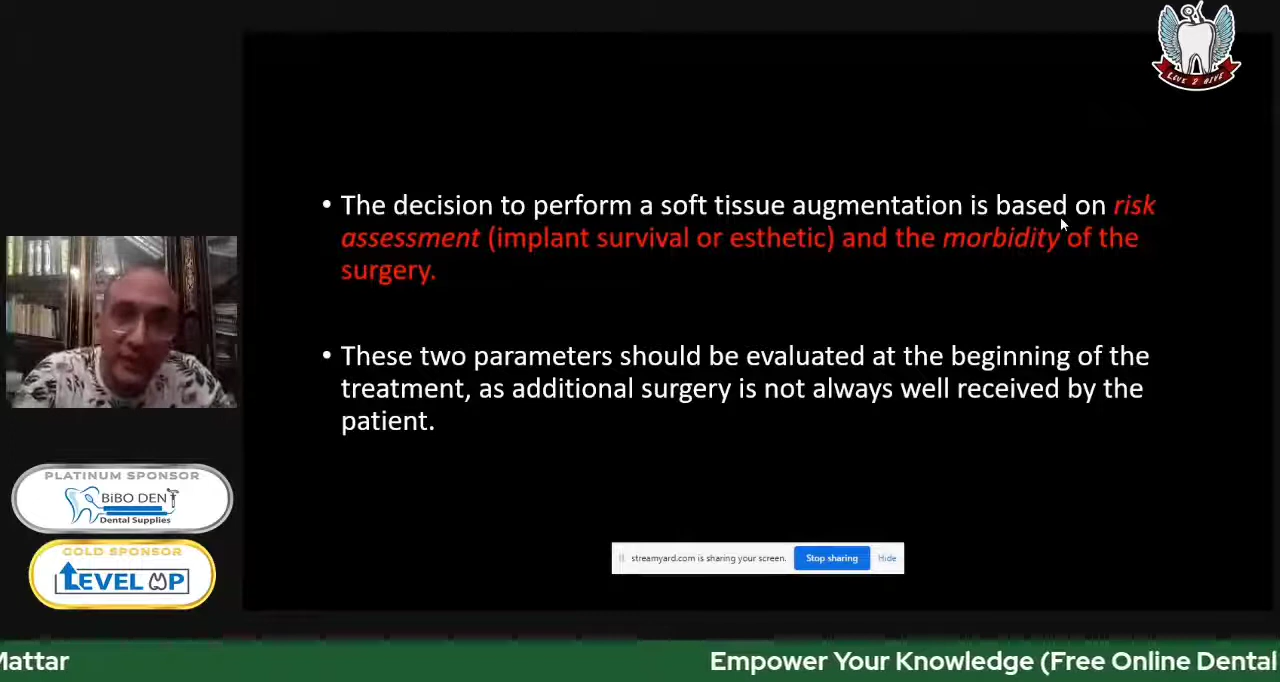 LIVE 2 GIVE
• The decision to perform a soft tissue augmentation is based on risk
assessment (implant survival or esthetic) and the morbidity of the
surgery.
• These two parameters should be evaluated at the beginning of the
treatment, as additional surgery is not always well received by the
patient.
PLATINUM SPONSOR
BiBO DENT
Dental Supplies
GOLD SPONSOR
LEVEL UP
streamyard.com is sharing your screen.
Stop sharing
Hide
Mattar
Empower Your Knowledge (Free Online Dental